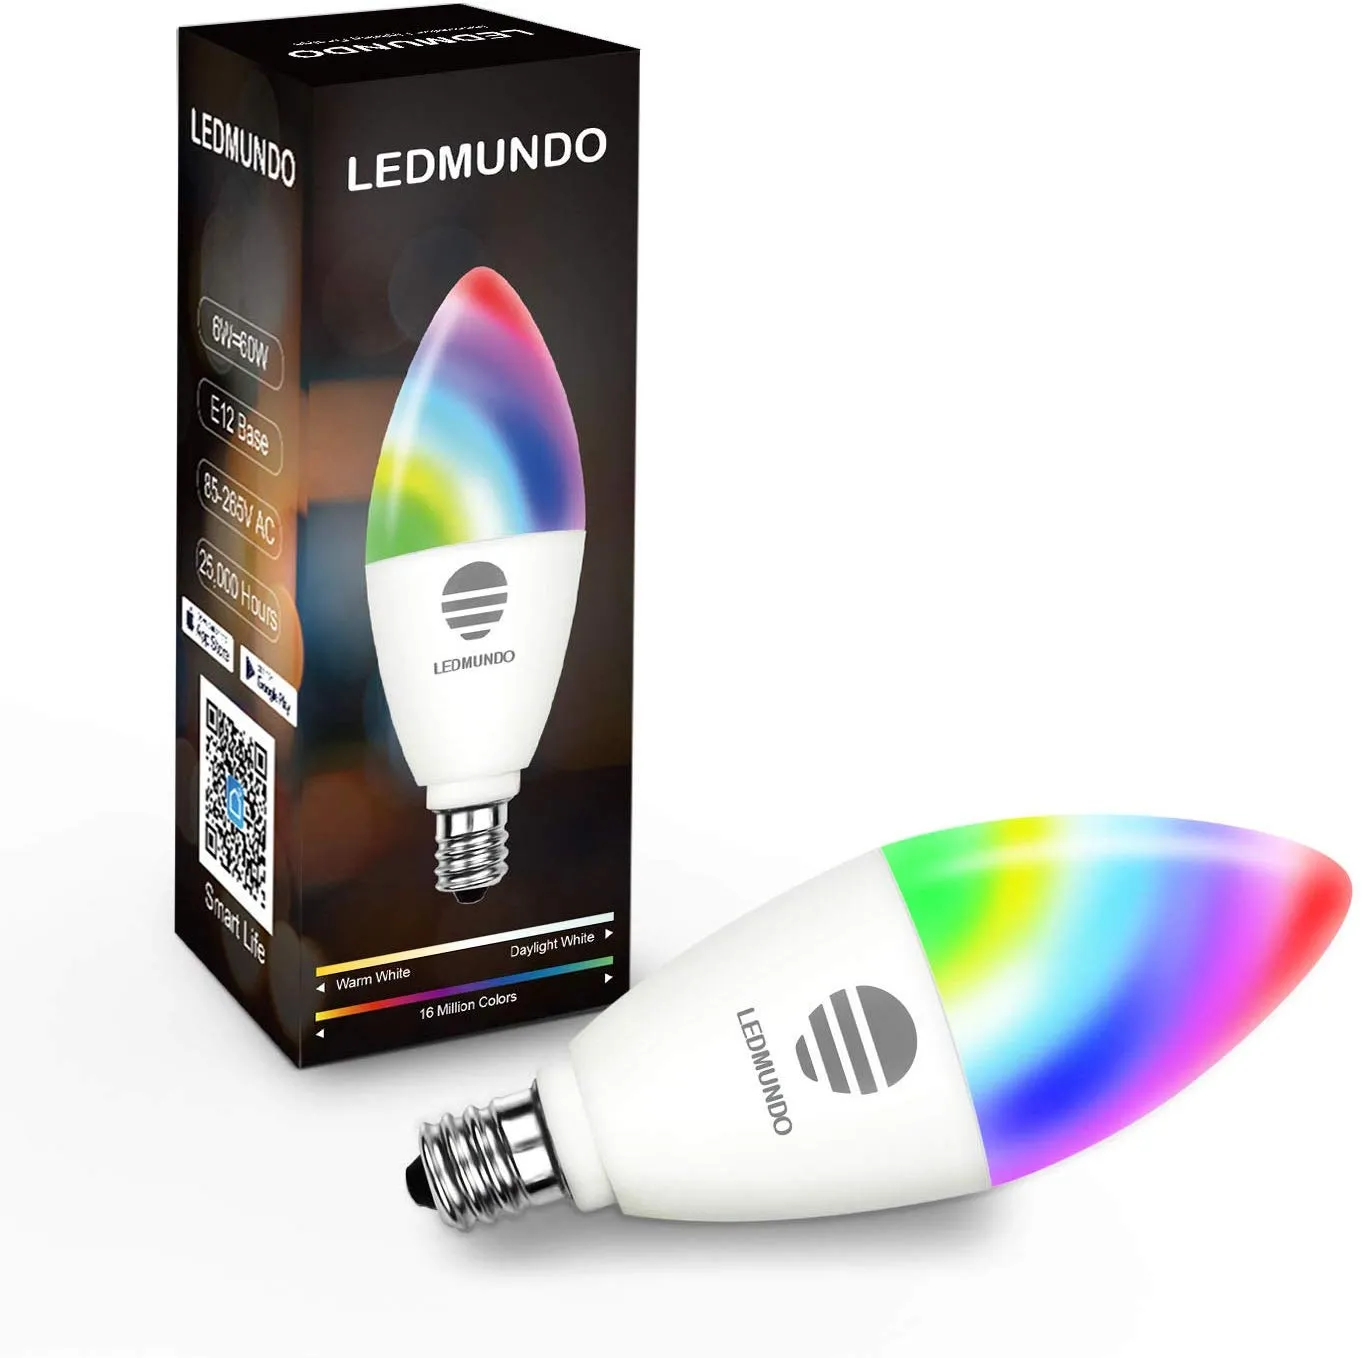 LEDMUNDO
LEDMUNDO
LEDMUNDO
6W=60W
E12 Base
85-265V AC
25,000 Hours
App Store
Google Play
Smart Life
LEDMUNDO
Daylight White
Warm White
16 Million Colors
LEDMUNDO